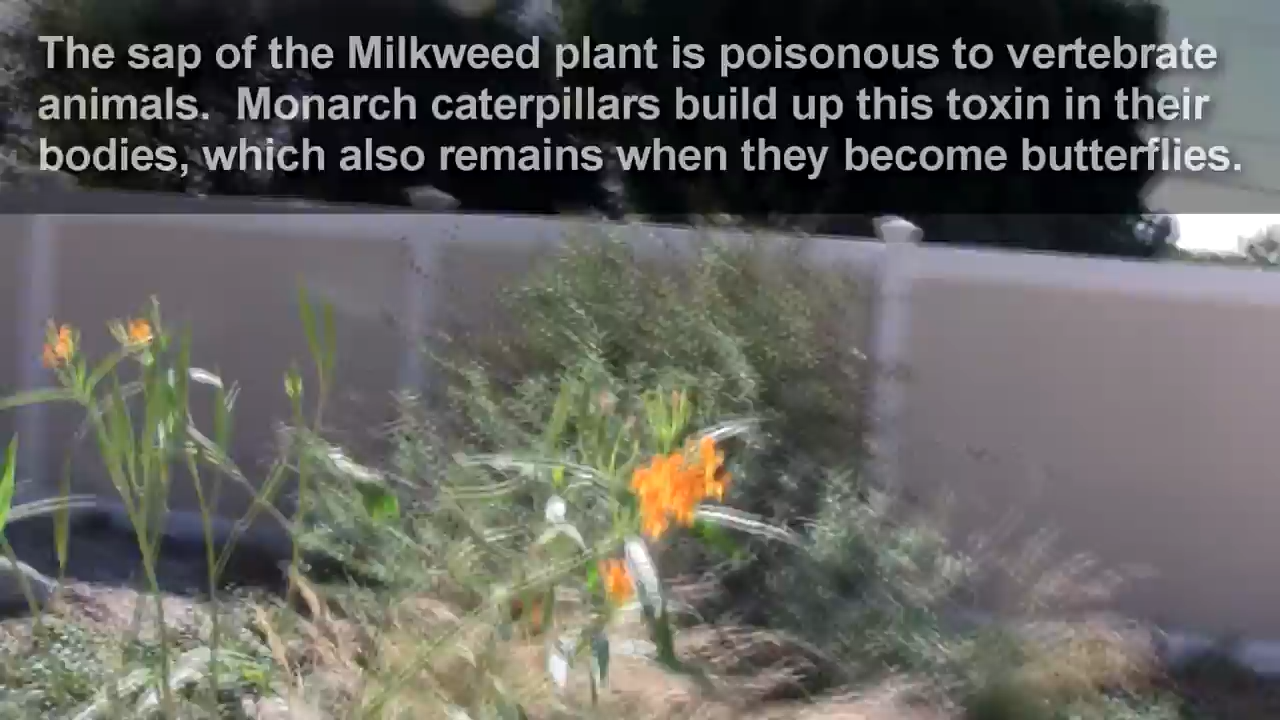 The sap of the Milkweed plant is poisonous to vertebrate
animals.  Monarch caterpillars build up this toxin in their
bodies, which also remains when they become butterflies.